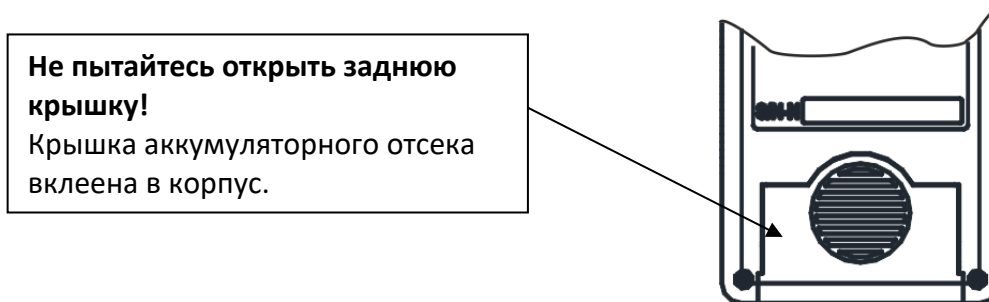 Не пытайтесь открыть заднюю
крышку!
Крышка аккумуляторного отсека
вклеена в корпус.